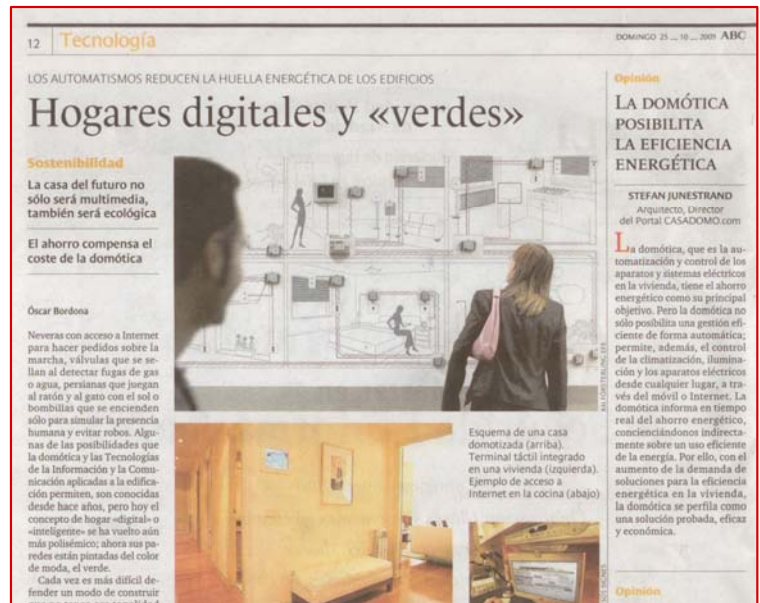 12 Tecnología
DOMINGO 25_10_2009 ABC
LOS AUTOMATISMOS REDUCEN LA HUELLA ENERGÉTICA DE LOS EDIFICIOS
Hogares digitales y «verdes»
Sostenibilidad
La casa del futuro no
sólo será multimedia,
también será ecológica
El ahorro compensa el
coste de la domótica
Óscar Bordona
Neveras con acceso a Internet
para hacer pedidos sobre la
marcha, válvulas que se se-
llan al detectar fugas de gas
o agua, persianas que juegan
al ratón y al gato con el sol o
bombillas que se encienden
sólo para simular la presencia
humana y evitar robos. Algu-
nas de las posibilidades que
la domótica y las Tecnologías
de la Información y la Comu-
nicación aplicadas a la edifica-
ción permiten, son conocidas
desde hace años, pero hoy el
concepto de hogar «digital» o
«inteligente» se ha vuelto aún
más polisémico; ahora sus pa-
redes están pintadas del color
de moda, el verde.
Cada vez es más difícil de-
fender un modo de construir
Esquema de una casa
domotizada (arriba).
Terminal táctil integrado
en una vivienda (izquierda).
Ejemplo de acceso a
Internet en la cocina (abajo)
Opinión
LA DOMÓTICA
POSIBILITA
LA EFICIENCIA
ENERGÉTICA
STEFAN JUNESTRAND
Arquitecto, Director
del Portal CASADOMO.com
La domótica, que es la au-
tomatización y control de los
aparatos y sistemas eléctricos
en la vivienda, tiene el ahorro
energético como su principal
objetivo. Pero la domótica no
sólo posibilita una gestión efi-
ciente de forma automática;
permite, además, el control
de la climatización, ilumina-
ción y los aparatos eléctricos
desde cualquier lugar, a tra-
vés del móvil o Internet. La
domótica informa en tiempo
real del ahorro energético,
concienciándonos indirecta-
mente sobre un uso eficiente
de la energía. Por ello, con el
aumento de la demanda de
soluciones para la eficiencia
energética en la vivienda,
la domótica se perfila como
una solución probada, eficaz
y económica.
Opinión